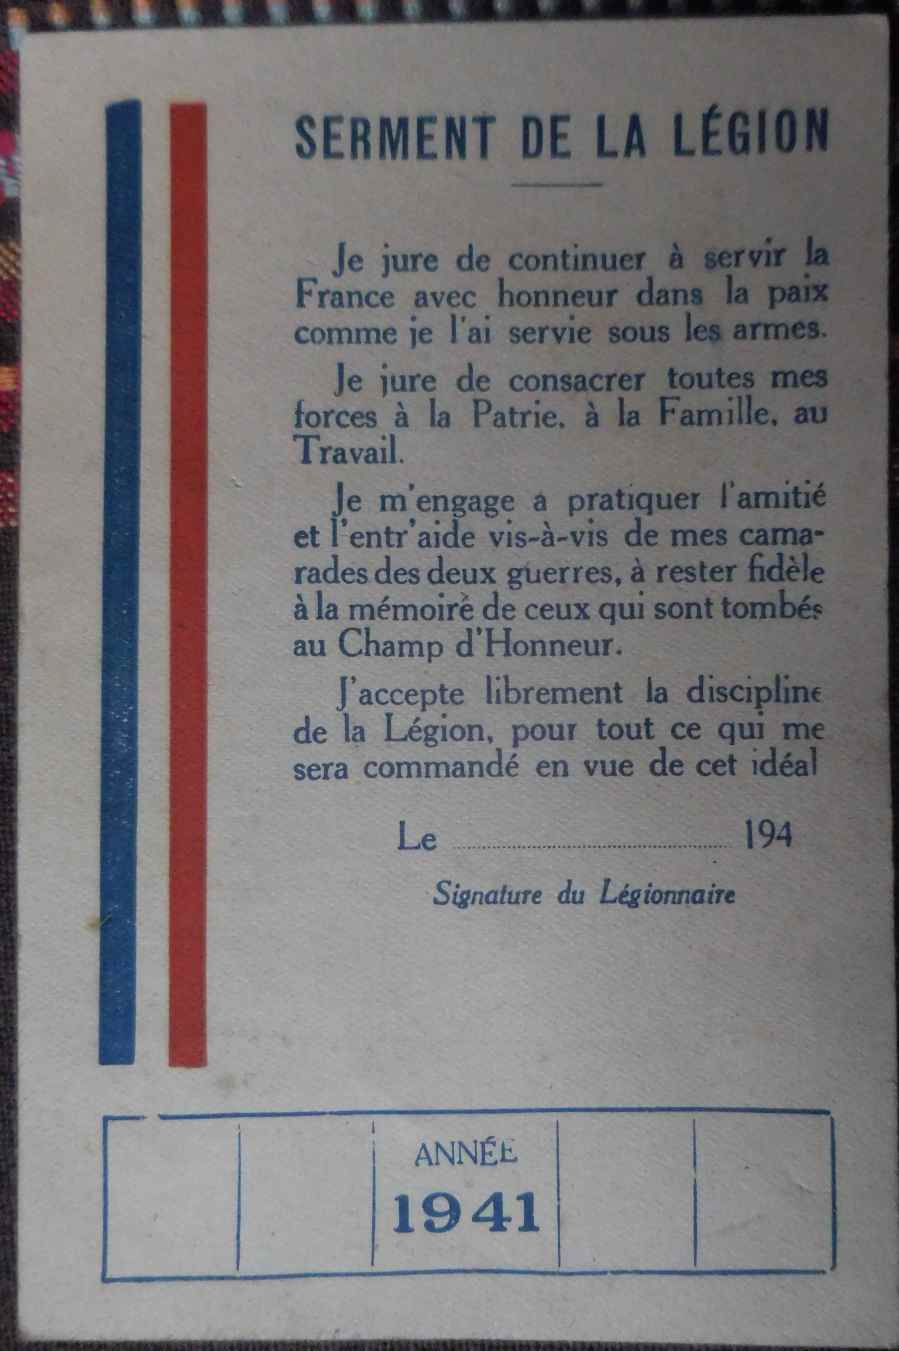 SERMENT DE LA LÉGION
Je jure de continuer à servir la
France avec honneur dans la paix
comme je l'ai servie sous les armes.
Je jure de consacrer toutes mes
forces à la Patrie, à la Famille, au
Travail.
Je m'engage à pratiquer l'amitié
et l'entr'aide vis-à-vis de mes cama-
rades des deux guerres, à rester fidèle
à la mémoire de ceux qui sont tombés
au Champ d'Honneur.
J'accepte librement la discipline
de la Légion, pour tout ce qui me
sera commandé en vue de cet idéal
Le ........................................ 194
Signature du Légionnaire
ANNÉE
1941